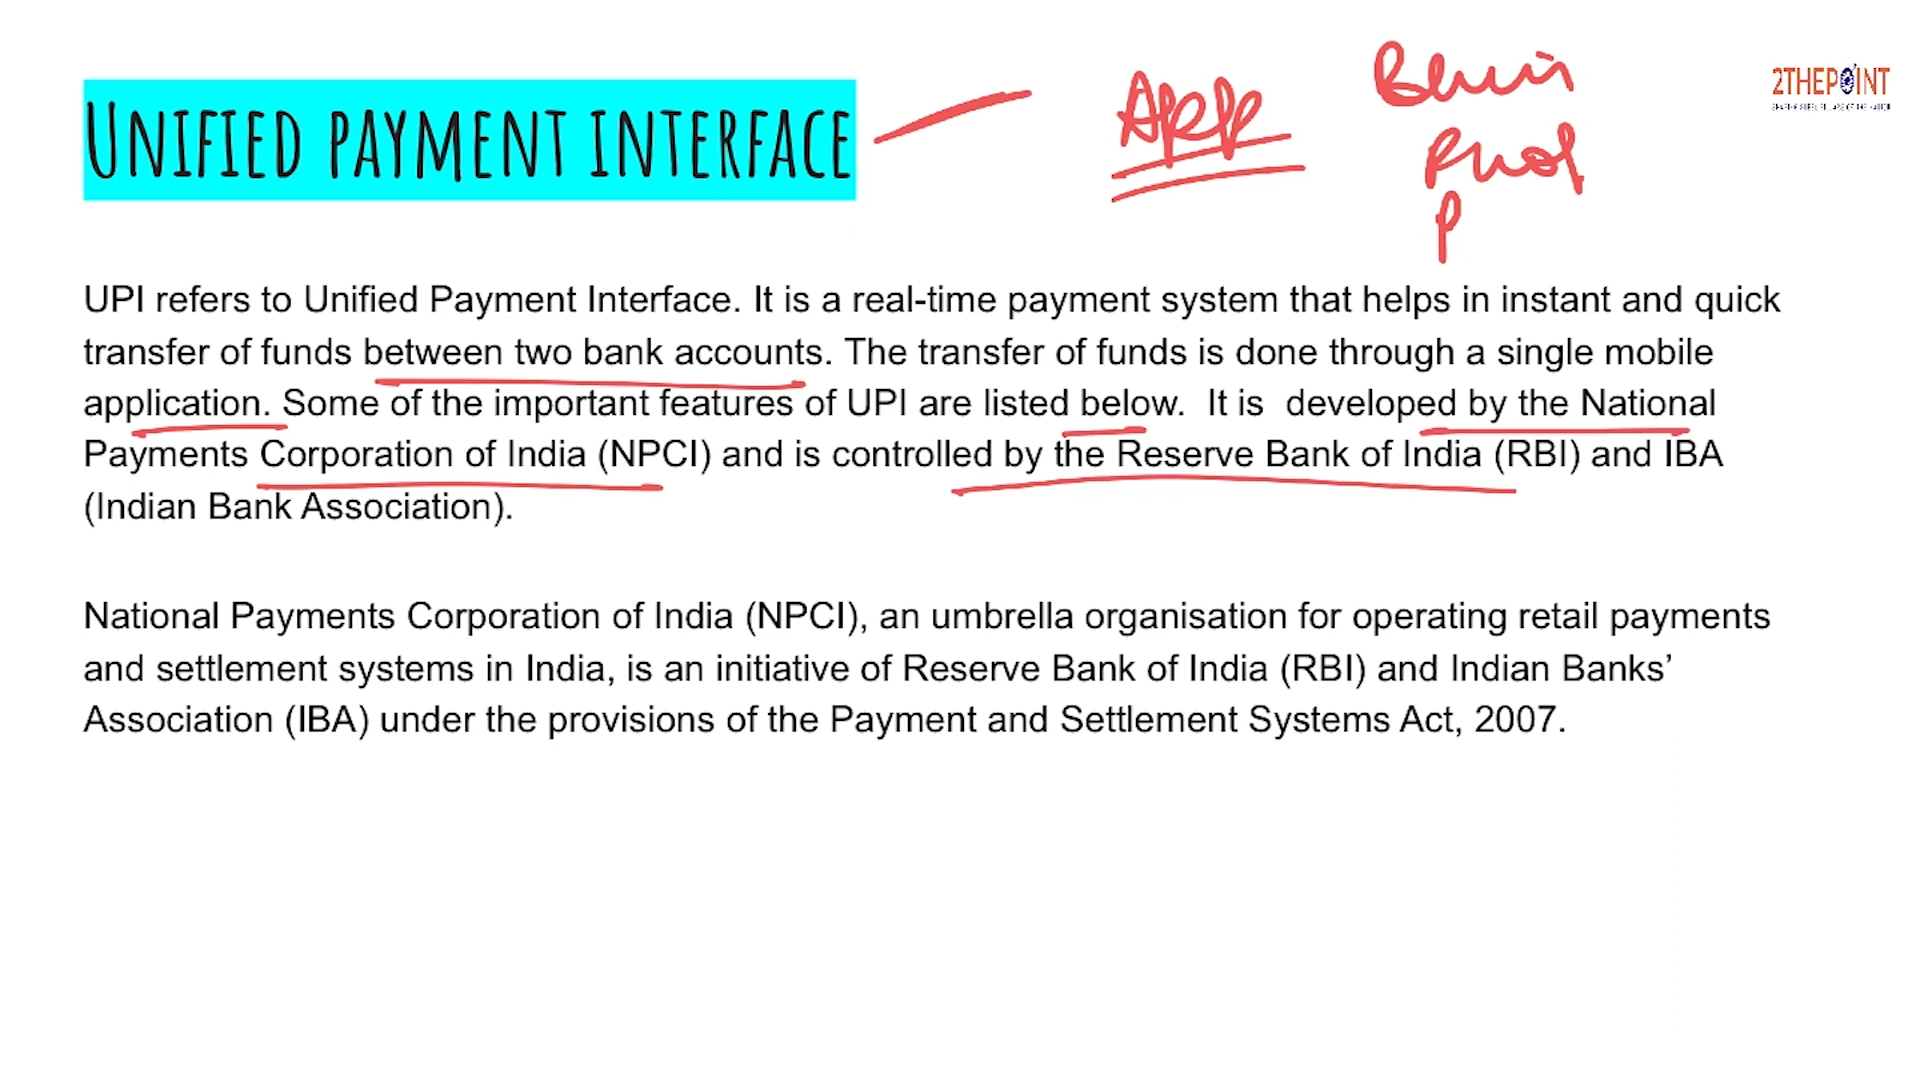 UNIFIED PAYMENT INTERFACE
APP
2THEPOINT
P
UPI refers to Unified Payment Interface. It is a real-time payment system that helps in instant and quick
transfer of funds between two bank accounts. The transfer of funds is done through a single mobile
application. Some of the important features of UPI are listed below.  It is  developed by the National
Payments Corporation of India (NPCI) and is controlled by the Reserve Bank of India (RBI) and IBA
(Indian Bank Association).
National Payments Corporation of India (NPCI), an umbrella organisation for operating retail payments
and settlement systems in India, is an initiative of Reserve Bank of India (RBI) and Indian Banks’
Association (IBA) under the provisions of the Payment and Settlement Systems Act, 2007.